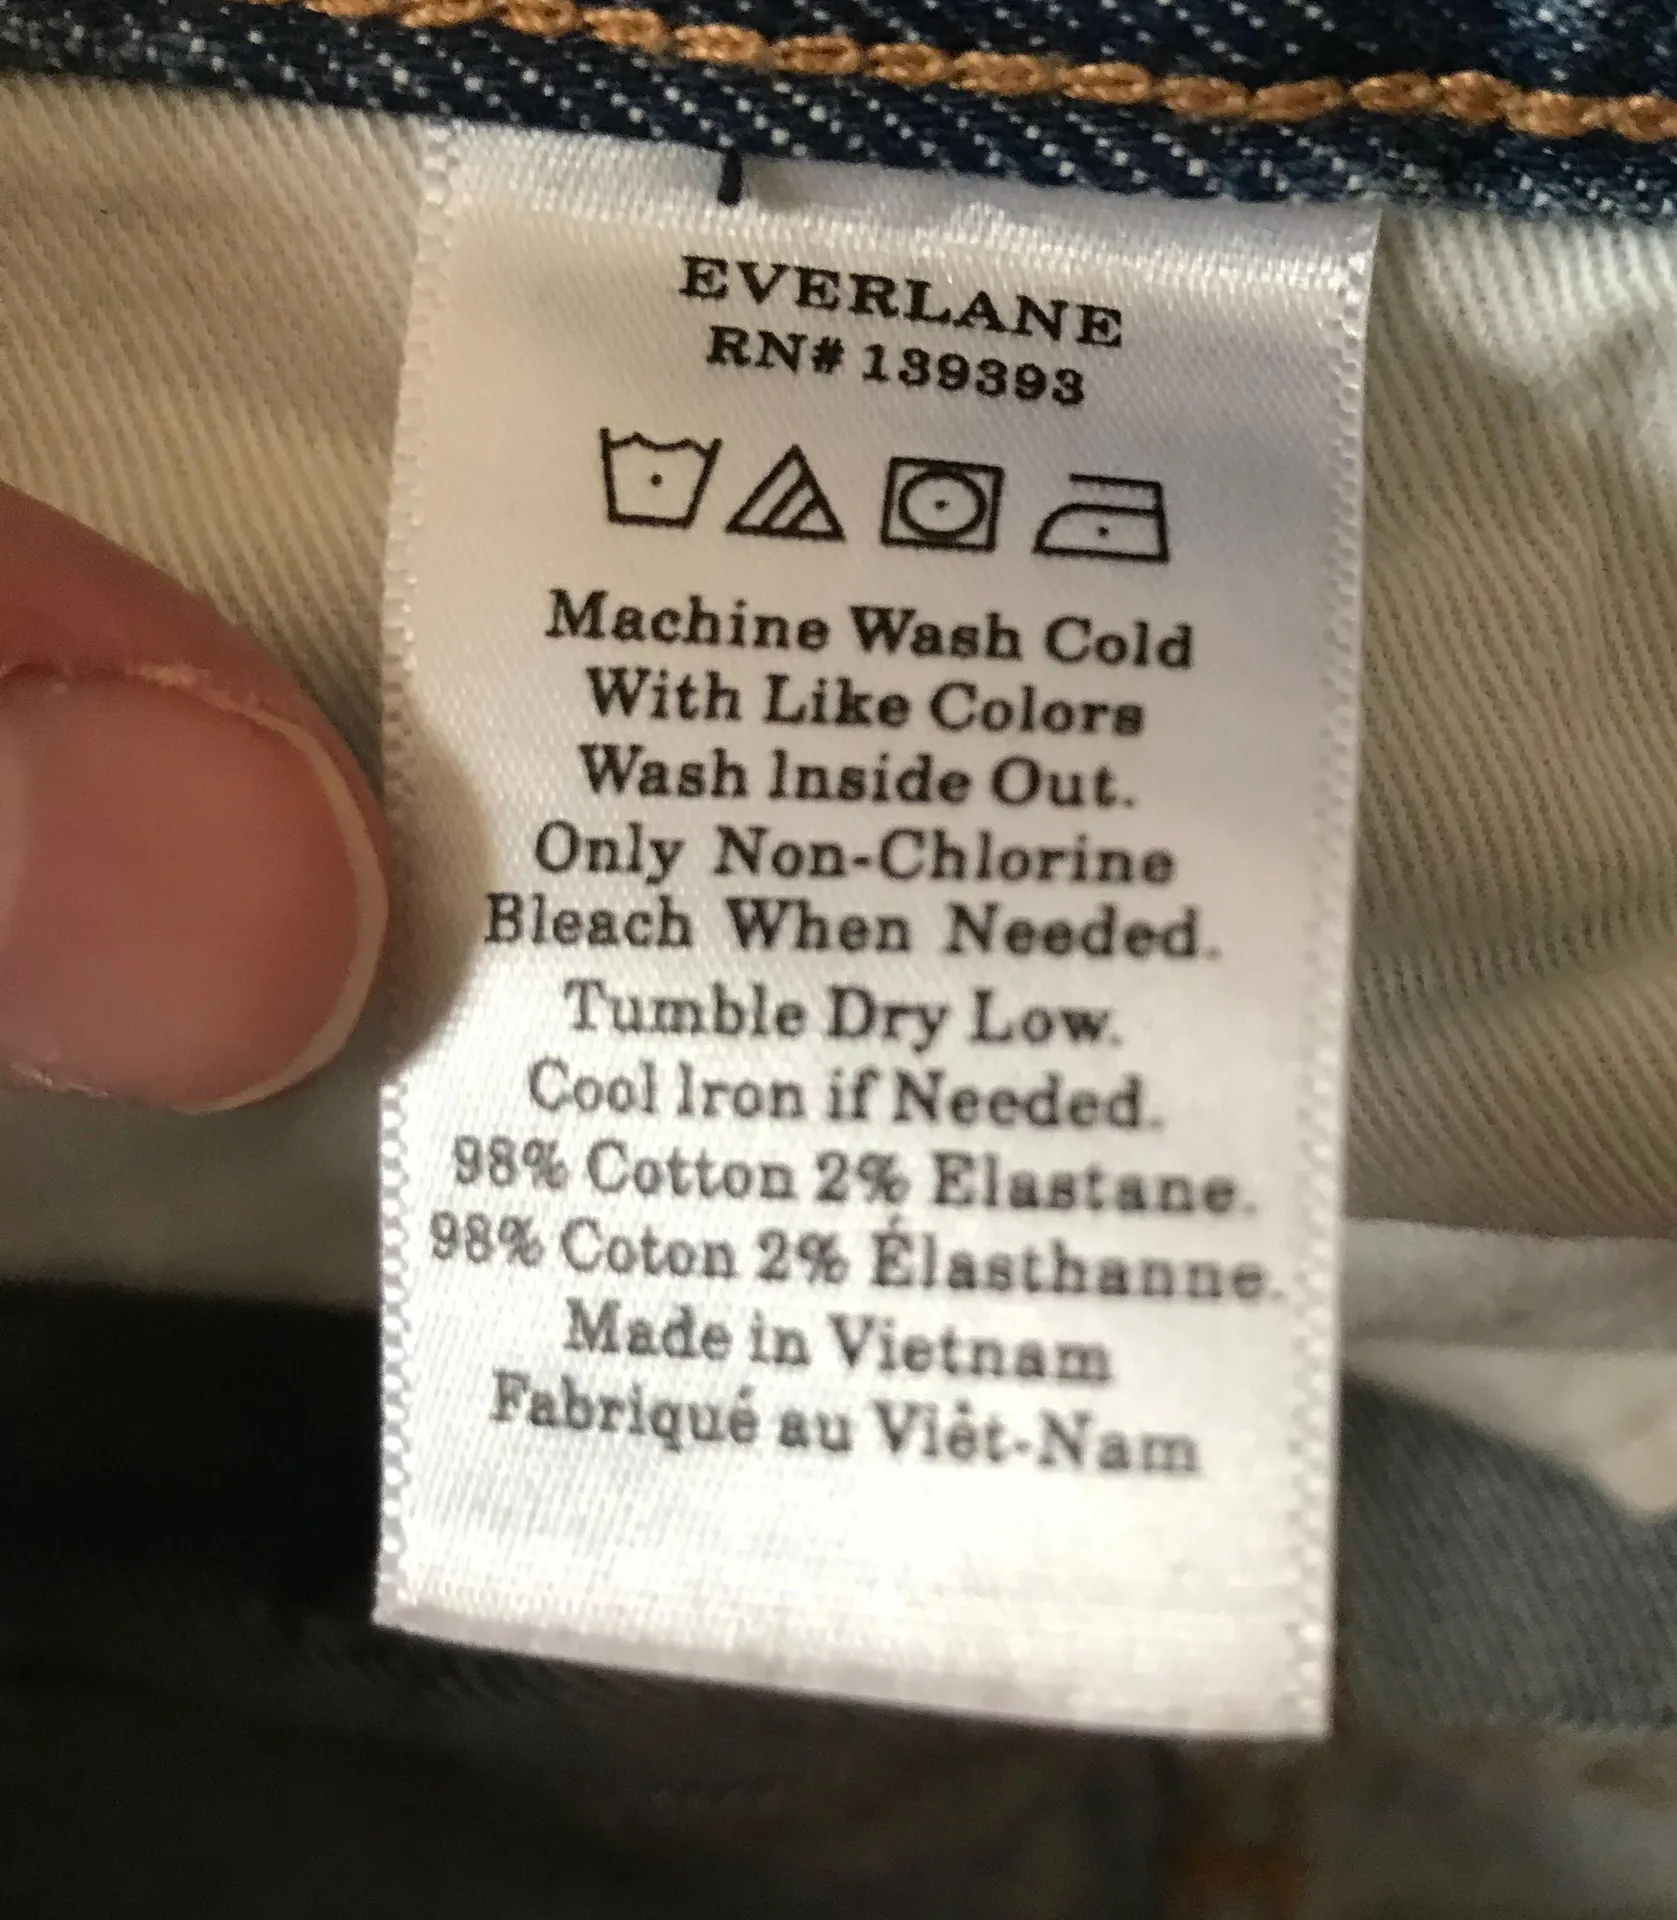 EVERLANE
RN# 139393
Machine Wash Cold
With Like Colors
Wash Inside Out.
Only Non-Chlorine
Bleach When Needed.
Tumble Dry Low.
Cool Iron if Needed.
98% Cotton 2% Elastane.
98% Coton 2% Élasthanne.
Made in Vietnam
Fabriqué au Viêt-Nam